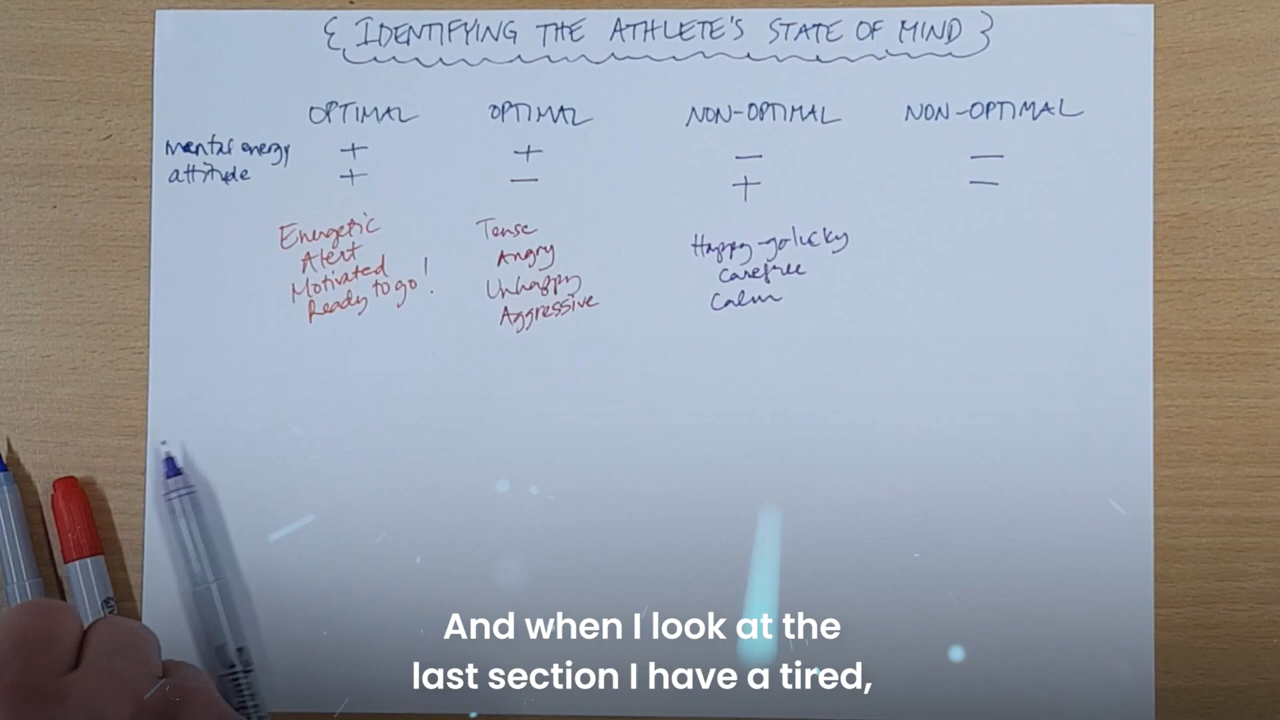 { IDENTIFYING THE ATHLETE'S STATE OF MIND }
OPTIMAL OPTIMAL NON-OPTIMAL NON-OPTIMAL
mental energy + + — —
attitude + — + —
Energetic
Alert
Motivated
Ready to go!
Tense
Angry
Unhappy
Aggressive
Happy-go lucky
Carefree
Calm
And when I look at the
last section I have a tired,